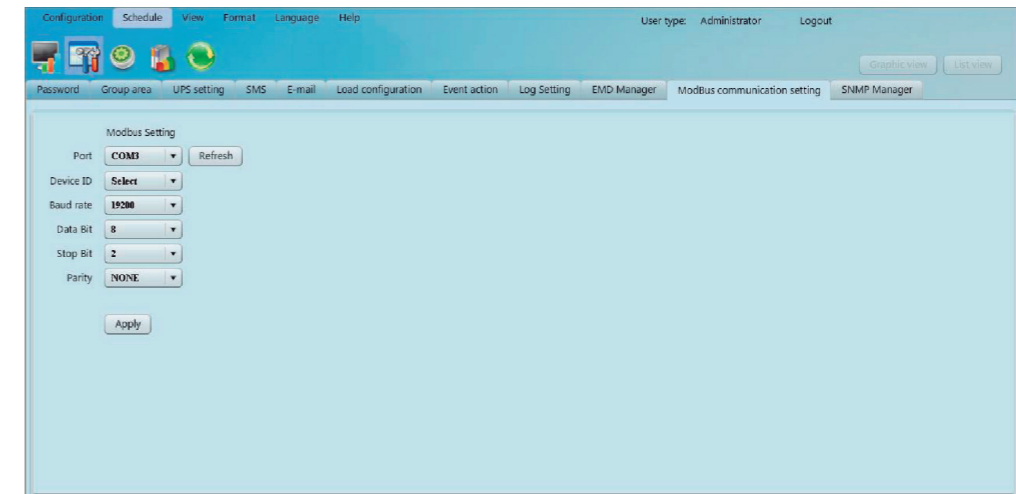 Configuration Schedule View Format Language Help User type: Administrator Logout
Graphic view List view
Password Group area UPS setting SMS E-mail Load configuration Event action Log Setting EMD Manager ModBus communication setting SNMP Manager
Modbus Setting
Port COM3 Refresh
Device ID Select
Baud rate 19200
Data Bit 8
Stop Bit 2
Parity NONE
Apply